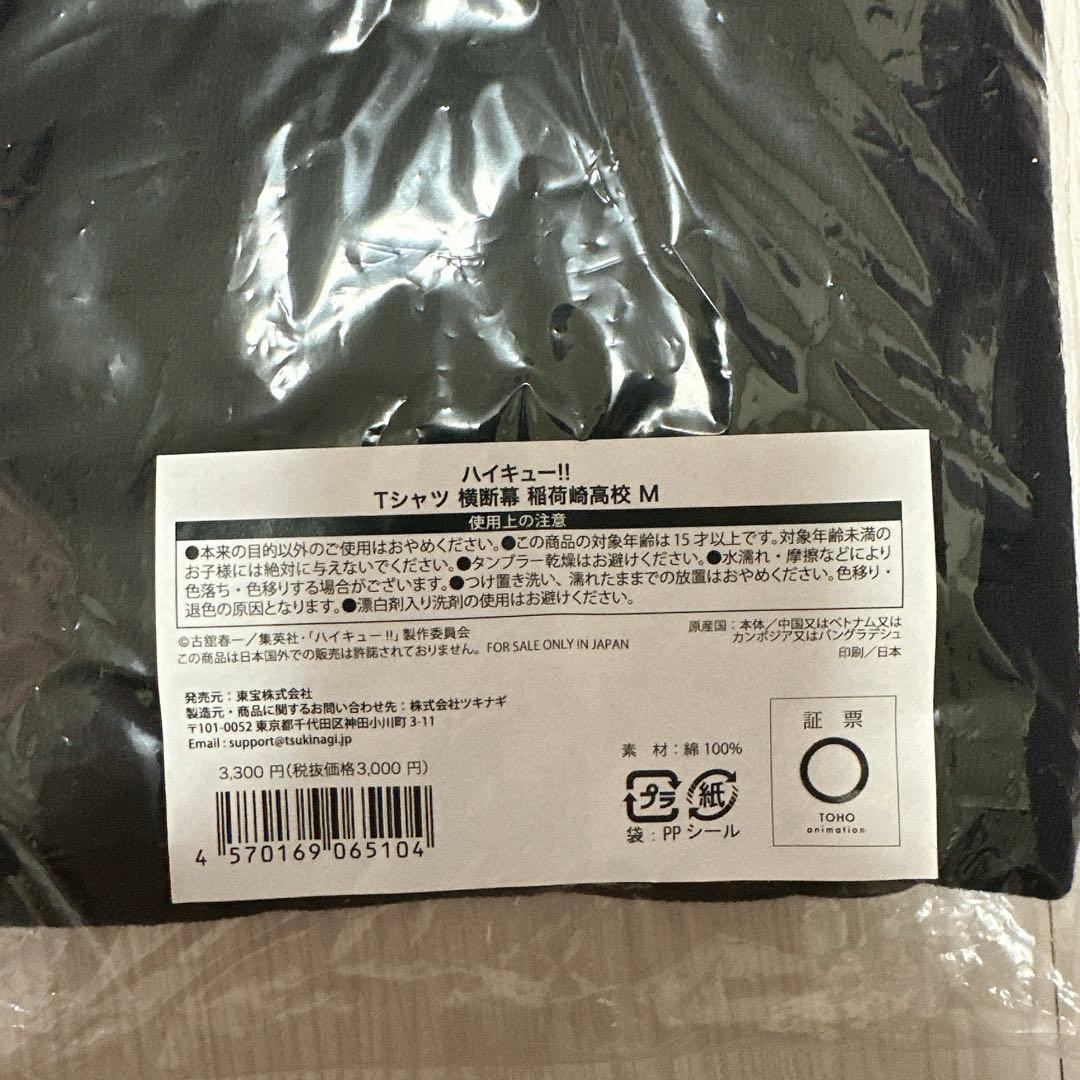 ハイキュー!!
Tシャツ 横断幕 稲荷崎高校 M
使用上の注意
●本来の目的以外のご使用はおやめください。●この商品の対象年齢は15才以上です。対象年齢未満の
お子様には絶対に与えないでください。●タンブラー乾燥はお避けください。●水濡れ・摩擦などにより
色落ち・色移りする場合がございます。●つけ置き洗い、濡れたままでの放置はおやめください。色移り・
退色の原因となります。●漂白剤入り洗剤の使用はお避けください。
©古舘春一／集英社・「ハイキュー!!」製作委員会
この商品は日本国外での販売は許諾されておりません。FOR SALE ONLY IN JAPAN
原産国：本体／中国又はベトナム又は
カンボジア又はバングラデシュ
印刷／日本
発売元：東宝株式会社
製造元・商品に関するお問い合わせ先：株式会社ツキナギ
〒101-0052 東京都千代田区神田小川町 3-11
Email : support@tsukinagi.jp
3,300 円（税抜価格3,000 円）
4 570169 065104
素 材：綿 100%
プラ 紙
袋：PP シール
証 票
TOHO
animation